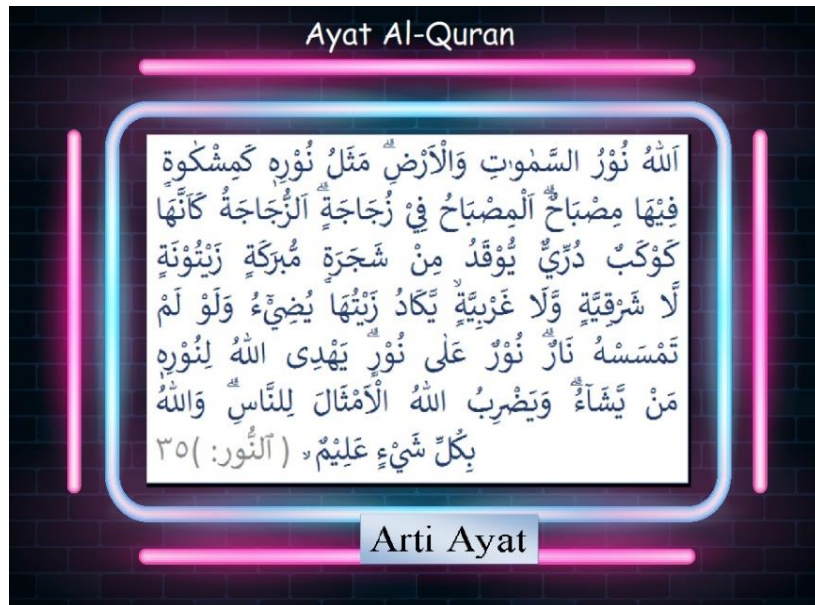 Ayat Al-Quran
اَللّٰهُ نُوْرُ السَّمٰوٰتِ وَالْاَرْضِۗ مَثَلُ نُوْرِهٖ كَمِشْكٰوةٍ
فِيْهَا مِصْبَاحٌۗ اَلْمِصْبَاحُ فِيْ زُجَاجَةٍۗ اَلزُّجَاجَةُ كَاَنَّهَا
كَوْكَبٌ دُرِّيٌّ يُّوْقَدُ مِنْ شَجَرَةٍ مُّبٰرَكَةٍ زَيْتُوْنَةٍ
لَّا شَرْقِيَّةٍ وَّلَا غَرْبِيَّةٍۙ يَّكَادُ زَيْتُهَا يُضِيْۤءُ وَلَوْ لَمْ
تَمْسَسْهُ نَارٌۗ نُوْرٌ عَلٰى نُوْرٍۗ يَهْدِى اللّٰهُ لِنُوْرِهٖ
مَنْ يَّشَاۤءُۗ وَيَضْرِبُ اللّٰهُ الْاَمْثَالَ لِلنَّاسِۗ وَاللّٰهُ
بِكُلِّ شَيْءٍ عَلِيْمٌۙ ( اَلنُّور: )٣٥
Arti Ayat